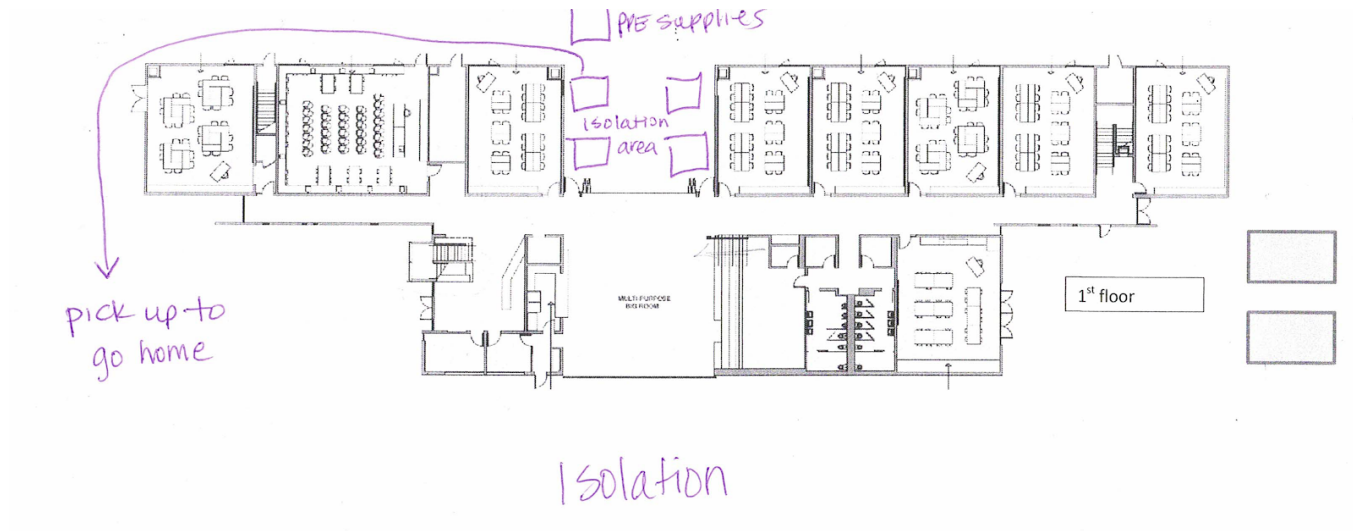 PPE supplies
Isolation
area
MULTI-PURPOSE
BIG ROOM
1st floor
pick up to
go home
Isolation